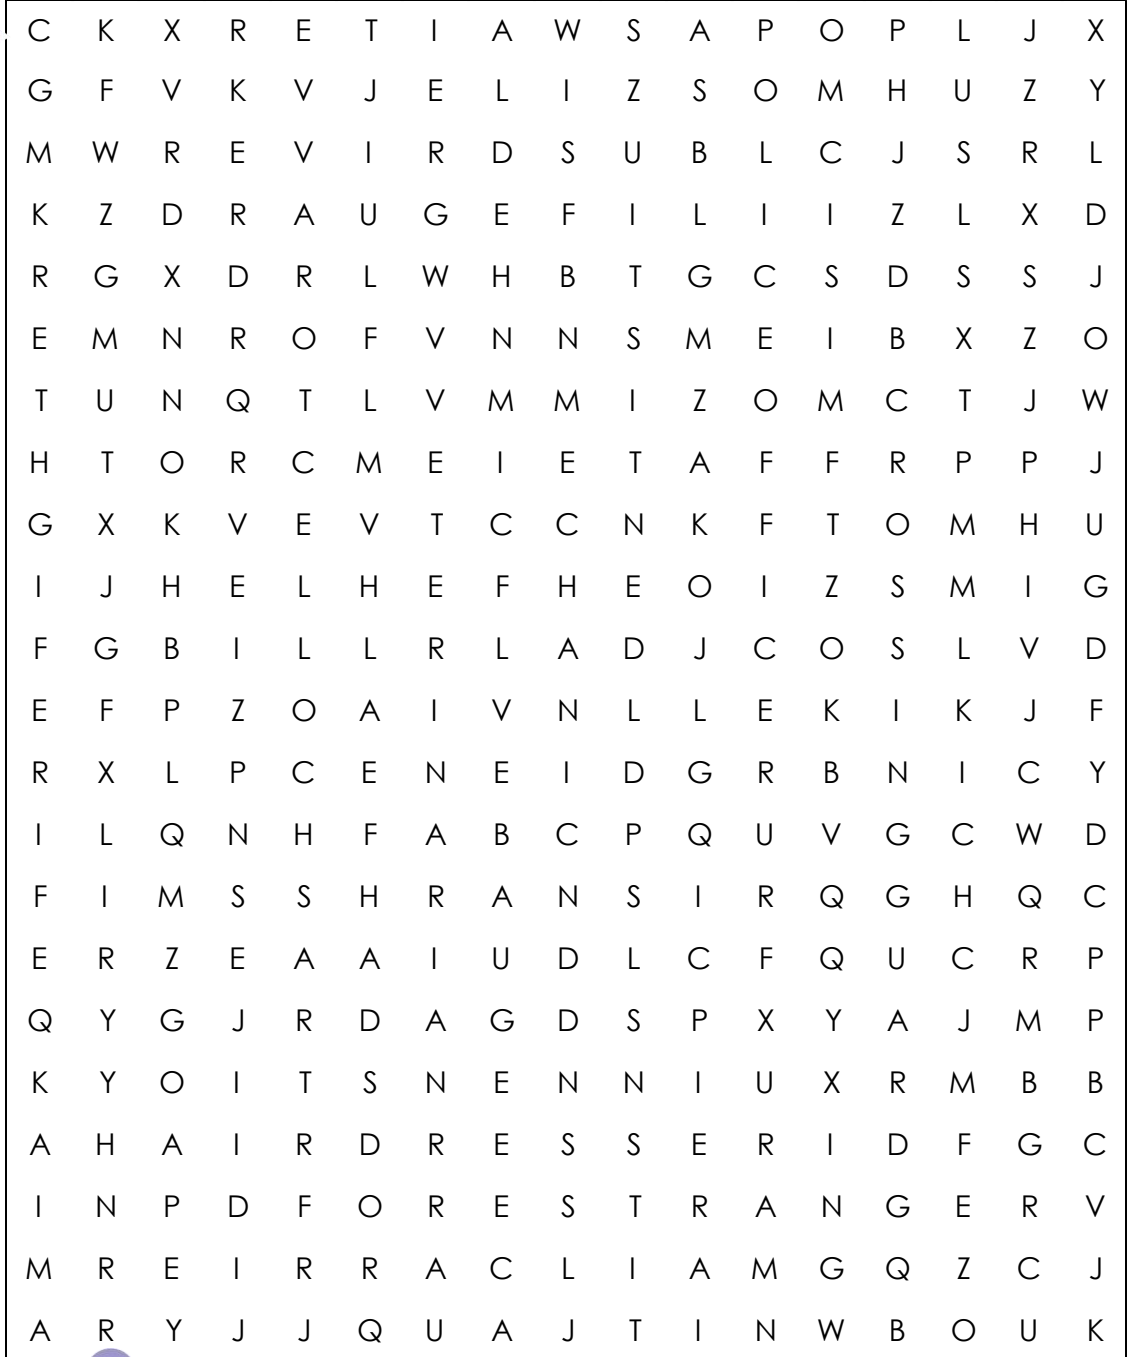 C K X R E T I A W S A P O P L J X
G F V K V J E L I Z S O M H U Z Y
M W R E V I R D S U B L C J S R L
K Z D R A U G E F I L I I Z L X D
R G X D R L W H B T G C S D S S J
E M N R O F V N N S M E I B X Z O
T U N Q T L V M M I Z O M C T J W
H T O R C M E I E T A F F R P P J
G X K V E V T C C N K F T O M H U
I J H E L H E F H E O I Z S M I G
F G B I L L R L A D J C O S L V D
E F P Z O A I V N L L E K I K J F
R X L P C E N E I D G R B N I C Y
I L Q N H F A B C P Q U V G C W D
F I M S S H R A N S I R Q G H Q C
E R Z E A A I U D L C F Q U C R P
Q Y G J R D A G D S P X Y A J M P
K Y O I T S N E N N I U X R M B B
A H A I R D R E S S E R I D F G C
I N P D F O R E S T R A N G E R V
M R E I R R A C L I A M G Q Z C J
A R Y J J Q U A J T I N W B O U K